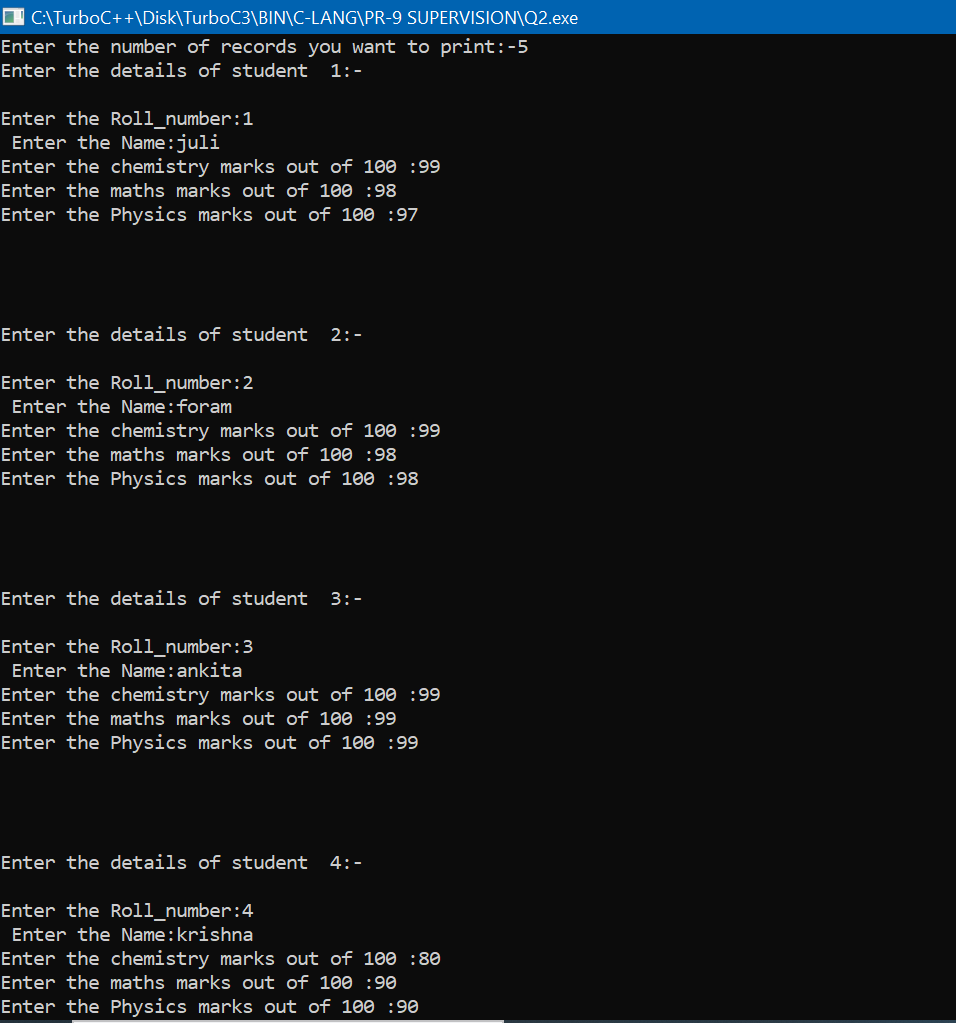 C:\TurboC++\Disk\TurboC3\BIN\C-LANG\PR-9 SUPERVISION\Q2.exe
Enter the number of records you want to print:-5
Enter the details of student  1:-
Enter the Roll_number:1
 Enter the Name:juli
Enter the chemistry marks out of 100 :99
Enter the maths marks out of 100 :98
Enter the Physics marks out of 100 :97
Enter the details of student  2:-
Enter the Roll_number:2
 Enter the Name:foram
Enter the chemistry marks out of 100 :99
Enter the maths marks out of 100 :98
Enter the Physics marks out of 100 :98
Enter the details of student  3:-
Enter the Roll_number:3
 Enter the Name:ankita
Enter the chemistry marks out of 100 :99
Enter the maths marks out of 100 :99
Enter the Physics marks out of 100 :99
Enter the details of student  4:-
Enter the Roll_number:4
 Enter the Name:krishna
Enter the chemistry marks out of 100 :80
Enter the maths marks out of 100 :90
Enter the Physics marks out of 100 :90